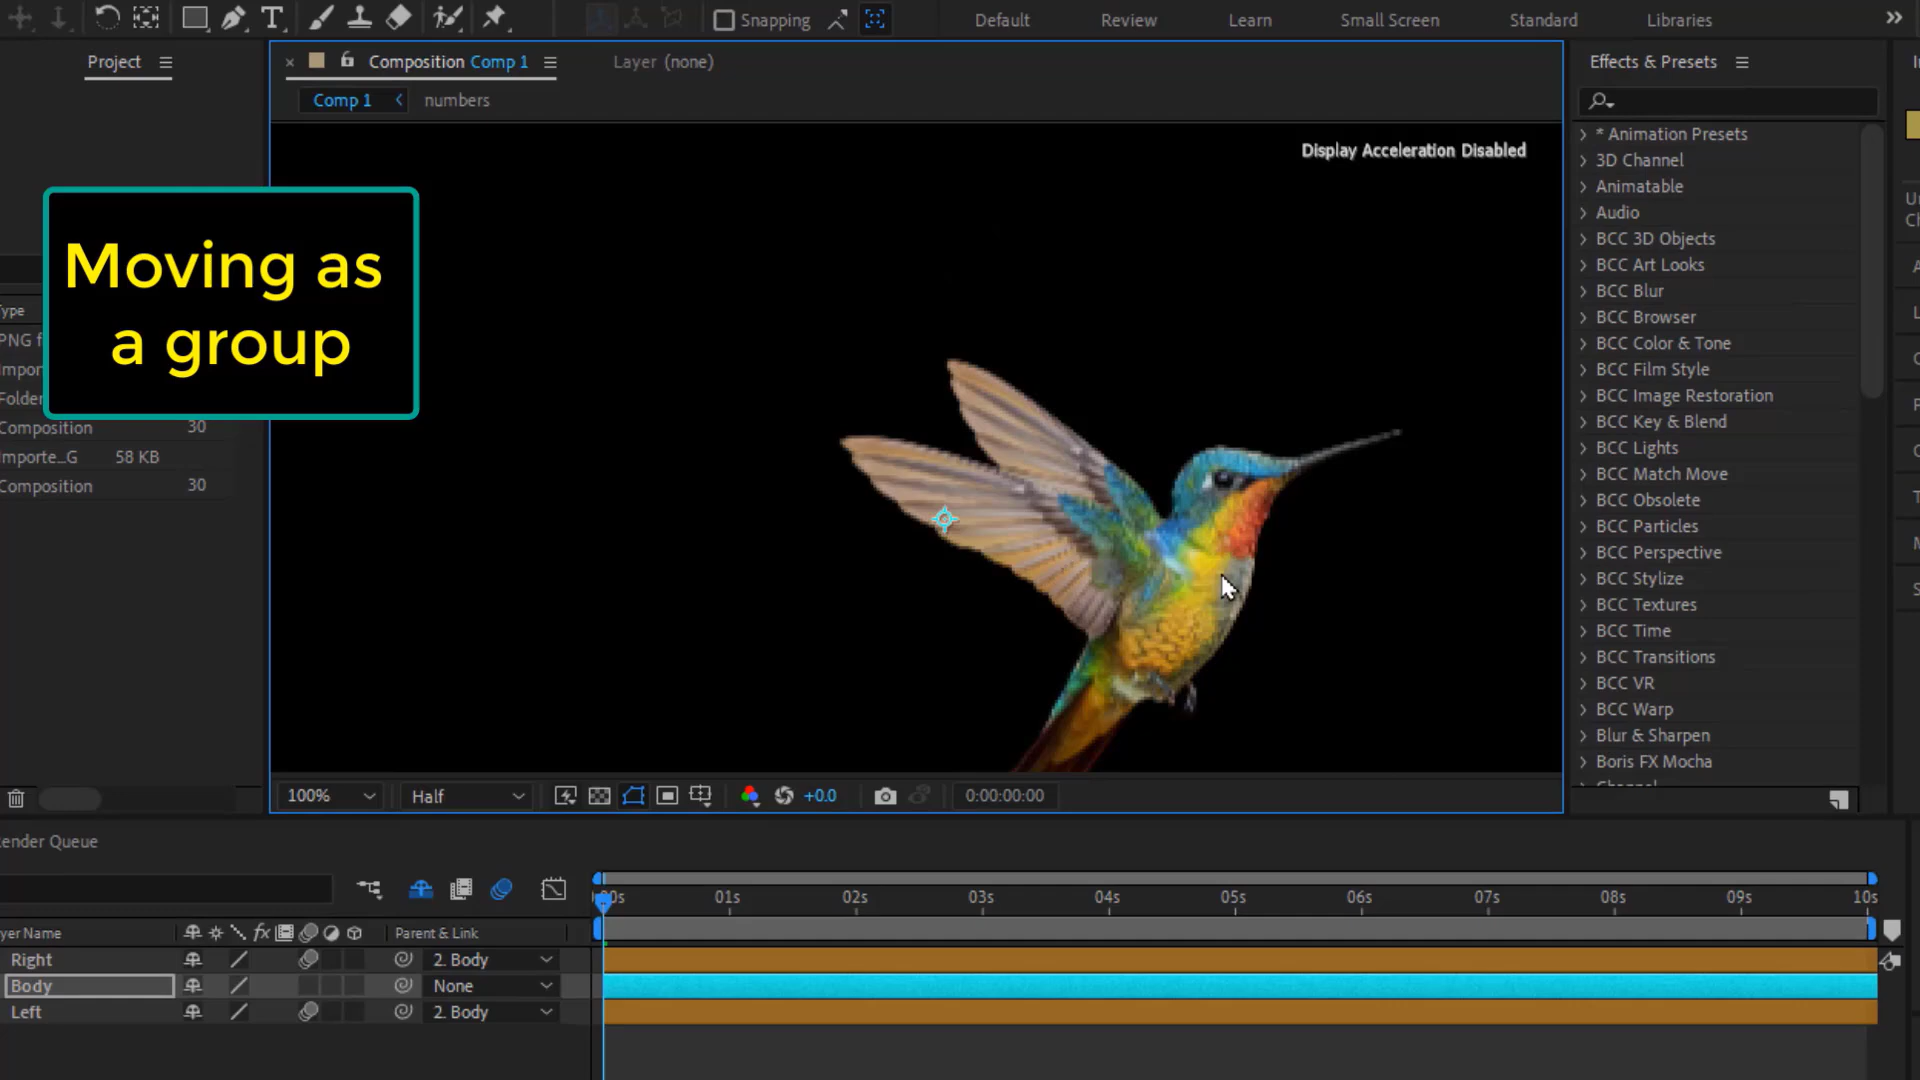 T
Snapping
Default
Review
Learn
Small Screen
Standard
Libraries
Project
Composition Comp 1
Layer (none)
Comp 1
numbers
Effects & Presets
Display Acceleration Disabled
Moving as
a group
* Animation Presets
3D Channel
Animatable
Audio
BCC 3D Objects
BCC Art Looks
BCC Blur
BCC Browser
BCC Color & Tone
BCC Film Style
BCC Image Restoration
BCC Key & Blend
BCC Lights
BCC Match Move
BCC Obsolete
BCC Particles
BCC Perspective
BCC Stylize
BCC Textures
BCC Time
BCC Transitions
BCC VR
BCC Warp
Blur & Sharpen
Boris FX Mocha
ype
PNG f
Impor
Folder
Composition 30
Importe...G 58 KB
Composition 30
100%
Half
+0.0
0:00:00:00
ender Queue
00s 01s 02s 03s 04s 05s 06s 07s 08s 09s 10s
yer Name
fx
Parent & Link
Right
2. Body
Body
None
Left
2. Body